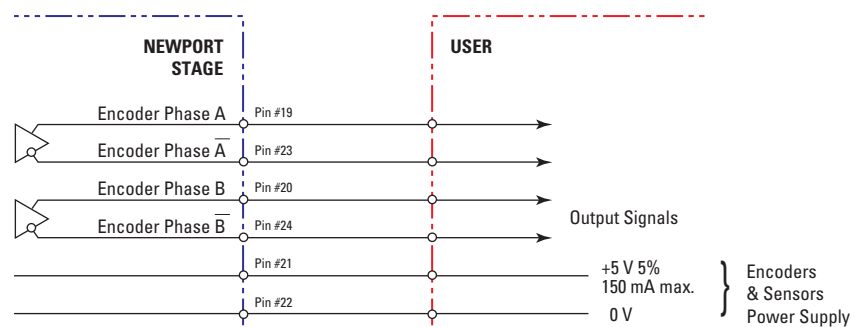 NEWPORT
STAGE
USER
Encoder Phase A
Pin #19
Encoder Phase A̅
Pin #23
Encoder Phase B
Pin #20
Encoder Phase B̅
Pin #24
Output Signals
Pin #21
+5 V 5%
150 mA max.
Pin #22
0 V
Encoders
& Sensors
Power Supply